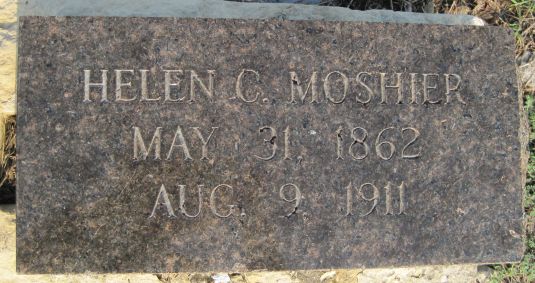 HELEN C. MOSHIER
MAY 31, 1862
AUG. 9, 1911